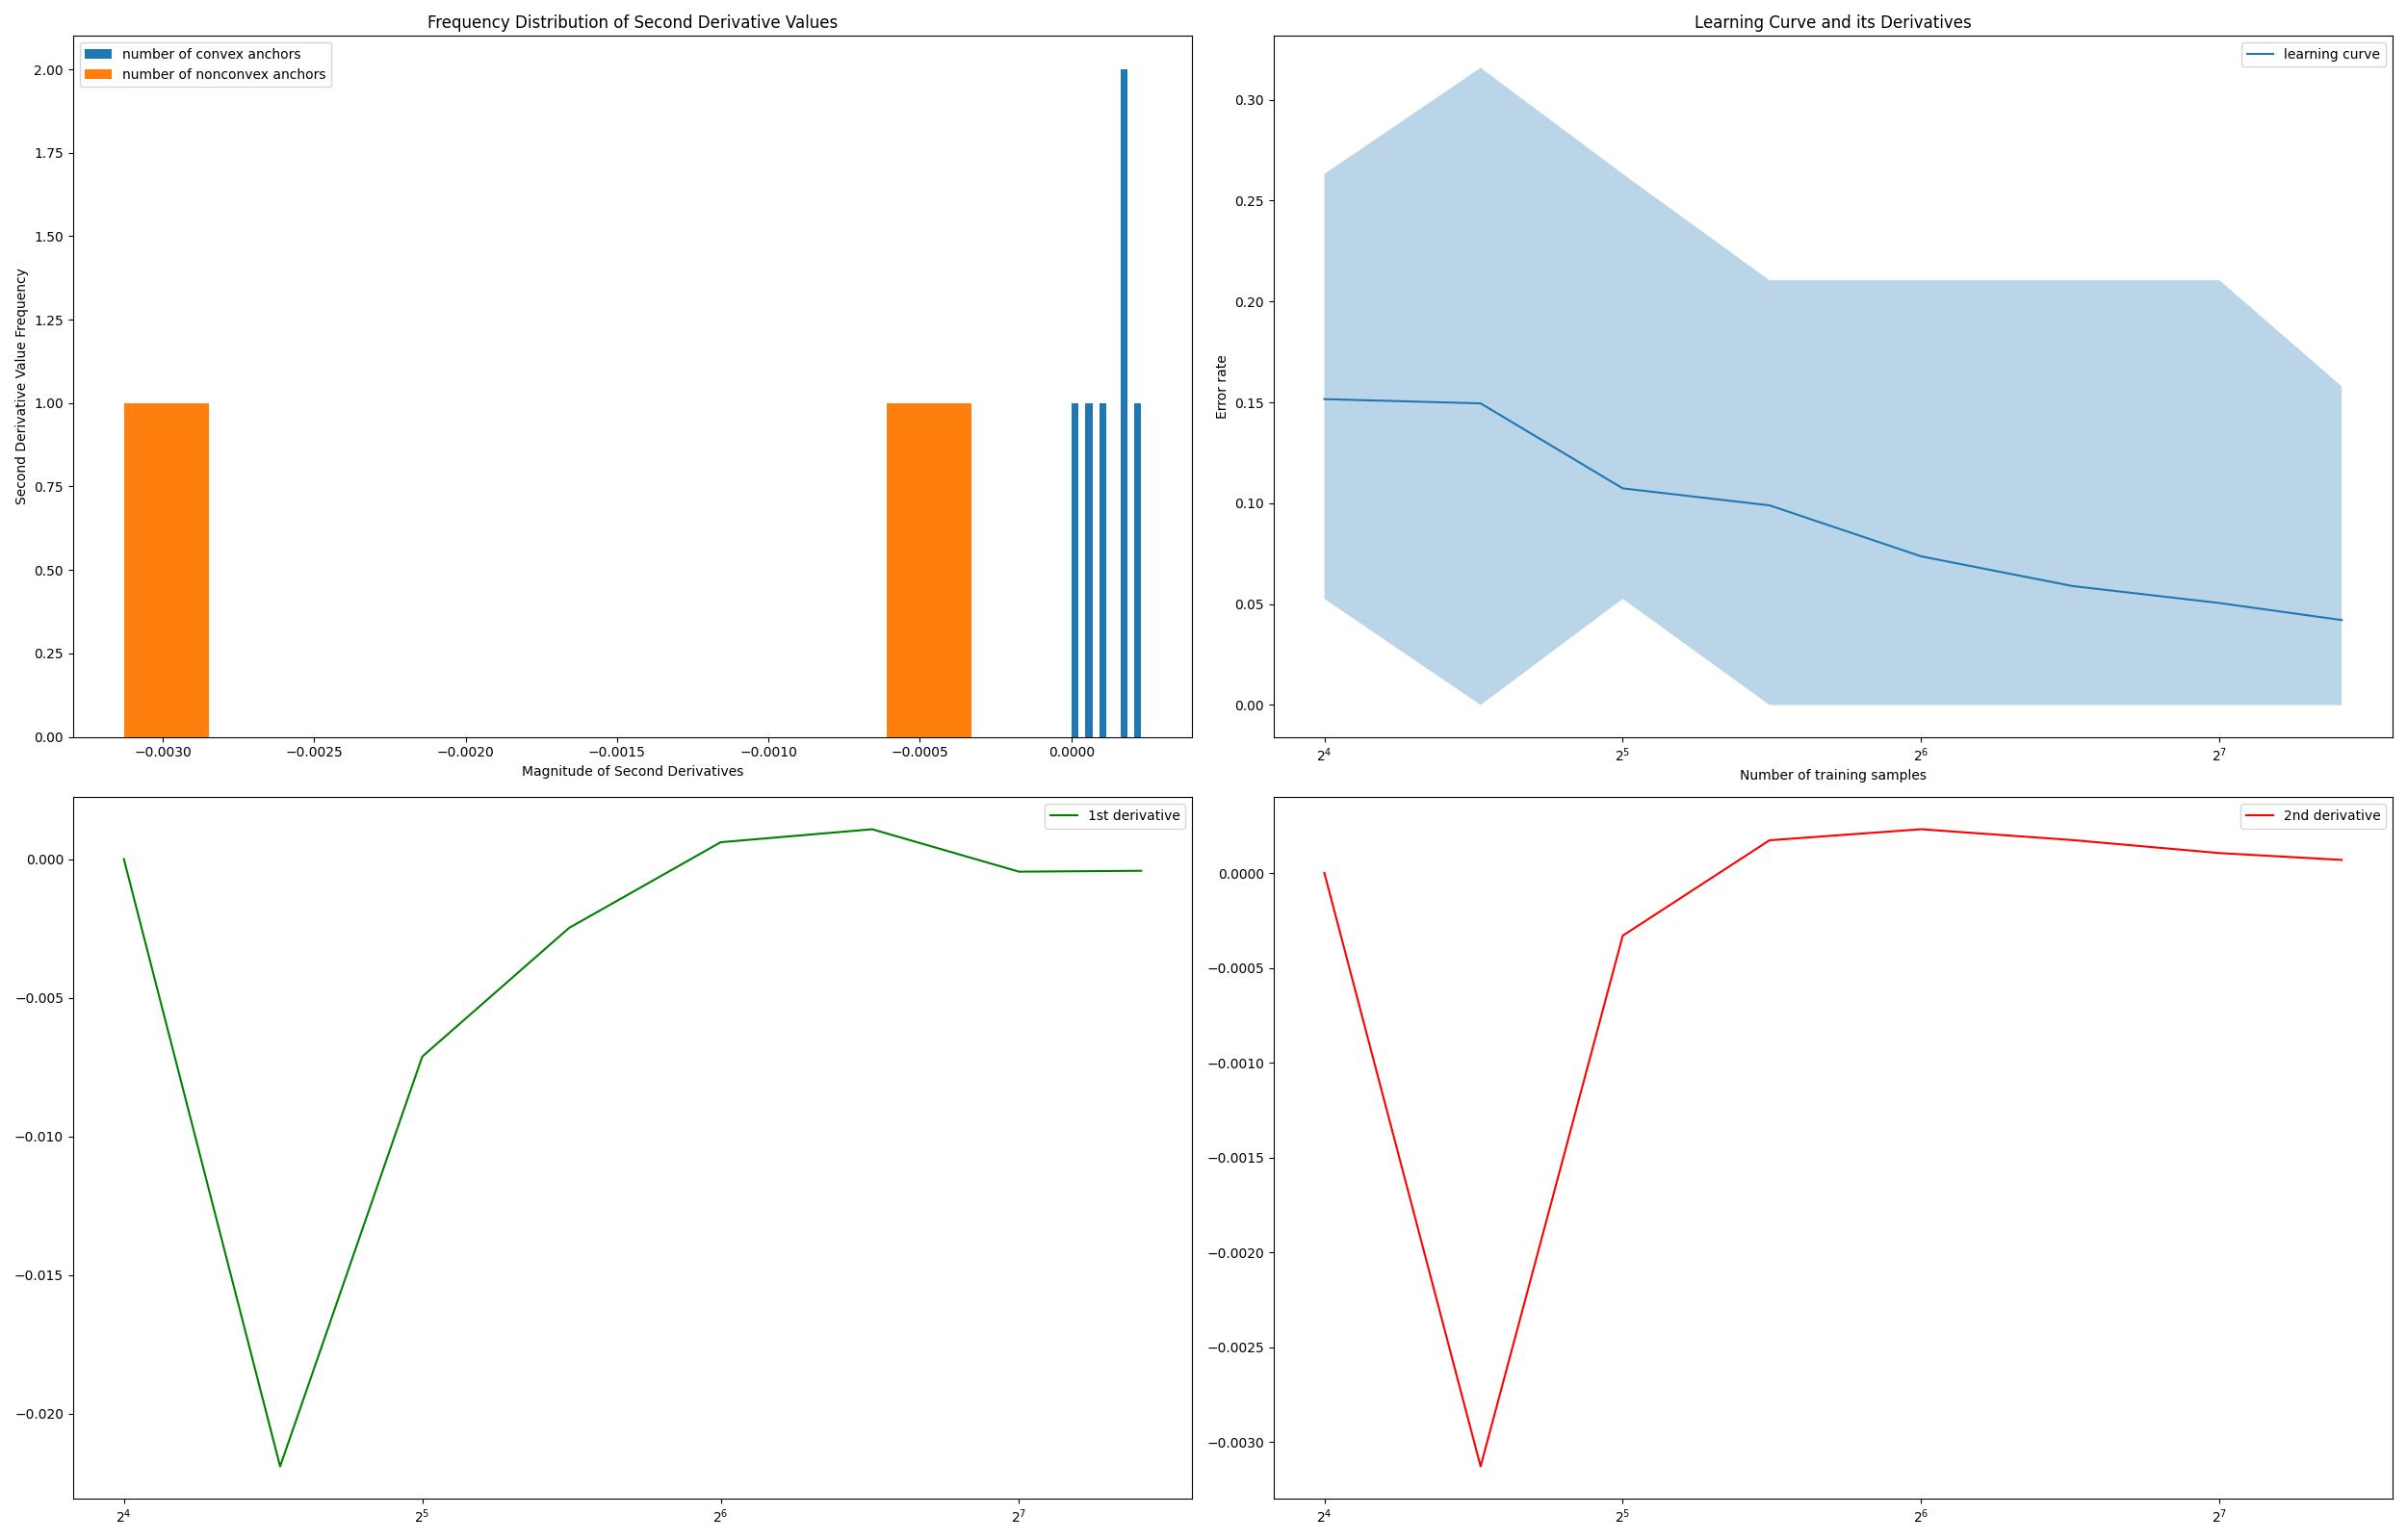 Frequency Distribution of Second Derivative Values
number of convex anchors
number of nonconvex anchors
2.00
1.75
1.50
1.25
1.00
0.75
0.50
0.25
0.00
Second Derivative Value Frequency
−0.0030 −0.0025 −0.0020 −0.0015 −0.0010 −0.0005 0.0000
Magnitude of Second Derivatives
Learning Curve and its Derivatives
learning curve
0.30
0.25
0.20
0.15
0.10
0.05
0.00
Error rate
2⁴ 2⁵ 2⁶ 2⁷
Number of training samples
1st derivative
0.000
−0.005
−0.010
−0.015
−0.020
2⁴ 2⁵ 2⁶ 2⁷
2nd derivative
0.0000
−0.0005
−0.0010
−0.0015
−0.0020
−0.0025
−0.0030
2⁴ 2⁵ 2⁶ 2⁷